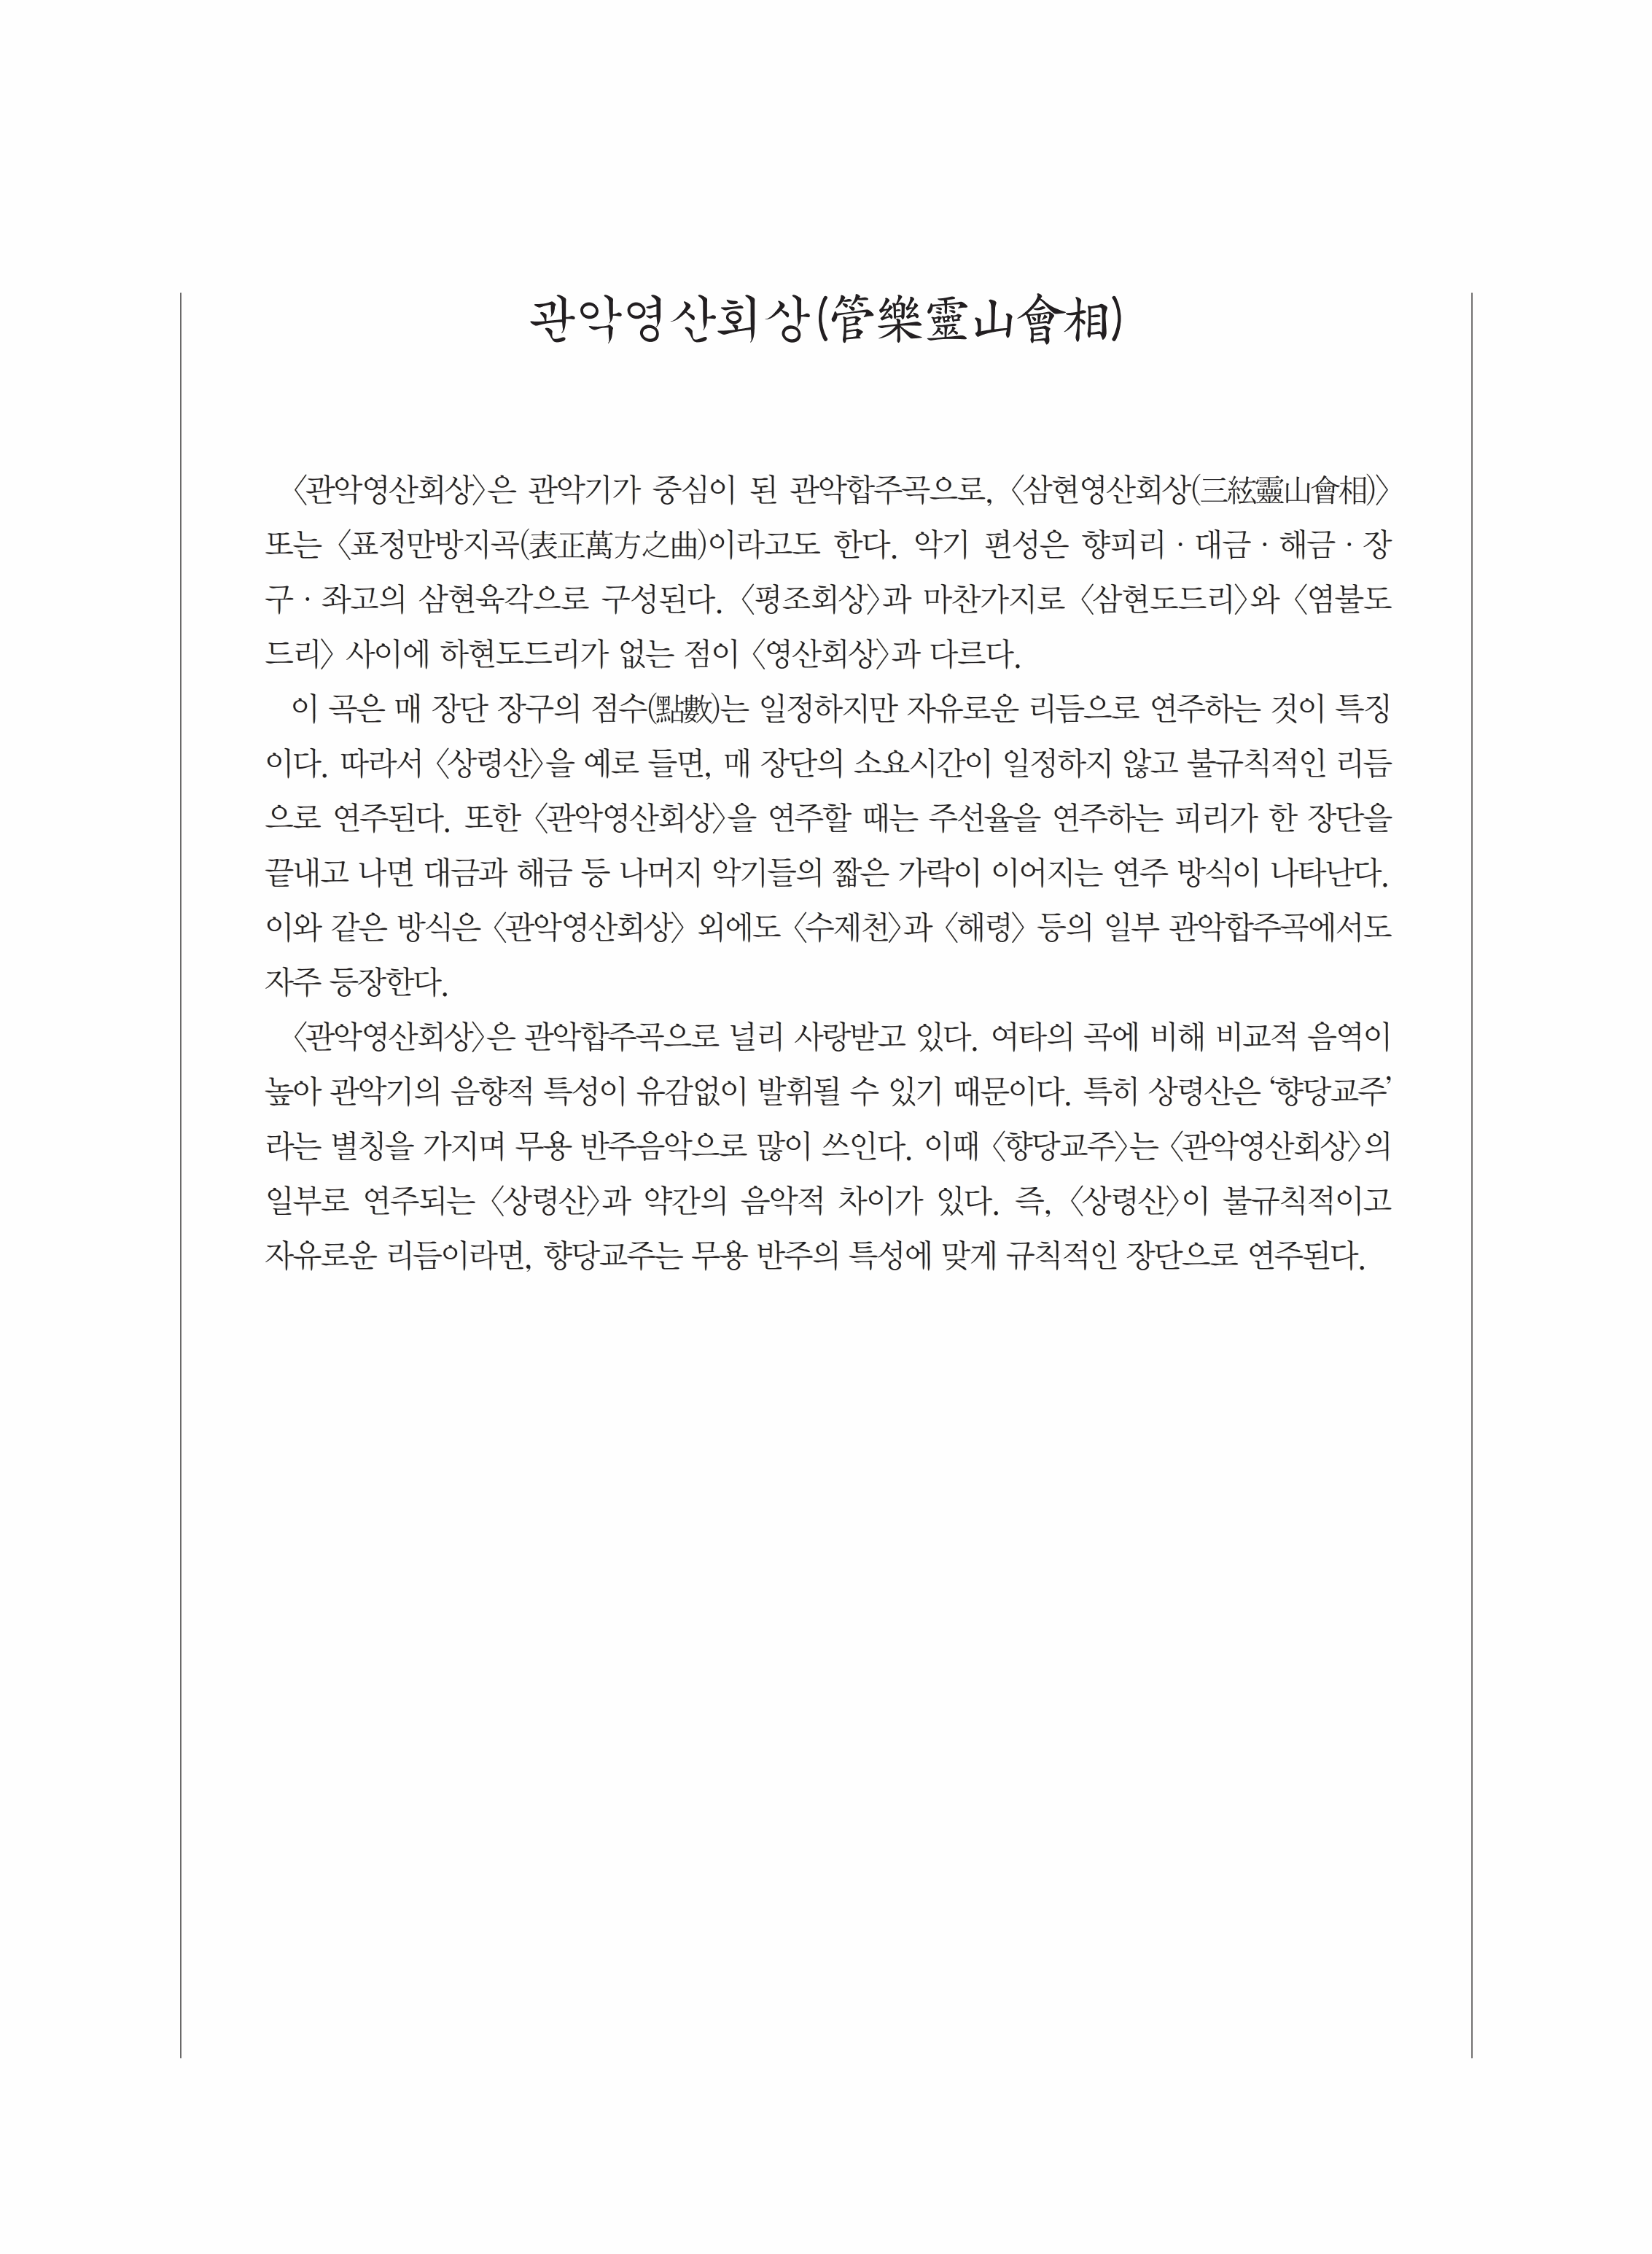 관악영산회상(管樂靈山會相)
〈관악영산회상〉은 관악기가 중심이 된 관악합주곡으로, 〈삼현영산회상(三絃靈山會相)〉
또는 〈표정만방지곡(表正萬方之曲)이라고도 한다. 악기 편성은 향피리 · 대금 · 해금 · 장
구 · 좌고의 삼현육각으로 구성된다. 〈평조회상〉과 마찬가지로 〈삼현도드리〉와 〈염불도
드리〉 사이에 하현도드리가 없는 점이 〈영산회상〉과 다르다.
이 곡은 매 장단 장구의 점수(點數)는 일정하지만 자유로운 리듬으로 연주하는 것이 특징
이다. 따라서 〈상령산〉을 예로 들면, 매 장단의 소요시간이 일정하지 않고 불규칙적인 리듬
으로 연주된다. 또한 〈관악영산회상〉을 연주할 때는 주선율을 연주하는 피리가 한 장단을
끝내고 나면 대금과 해금 등 나머지 악기들의 짧은 가락이 이어지는 연주 방식이 나타난다.
이와 같은 방식은 〈관악영산회상〉 외에도 〈수제천〉과 〈해령〉 등의 일부 관악합주곡에서도
자주 등장한다.
〈관악영산회상〉은 관악합주곡으로 널리 사랑받고 있다. 여타의 곡에 비해 비교적 음역이
높아 관악기의 음향적 특성이 유감없이 발휘될 수 있기 때문이다. 특히 상령산은 ‘향당교주’
라는 별칭을 가지며 무용 반주음악으로 많이 쓰인다. 이때 〈향당교주〉는 〈관악영산회상〉의
일부로 연주되는 〈상령산〉과 약간의 음악적 차이가 있다. 즉, 〈상령산〉이 불규칙적이고
자유로운 리듬이라면, 향당교주는 무용 반주의 특성에 맞게 규칙적인 장단으로 연주된다.